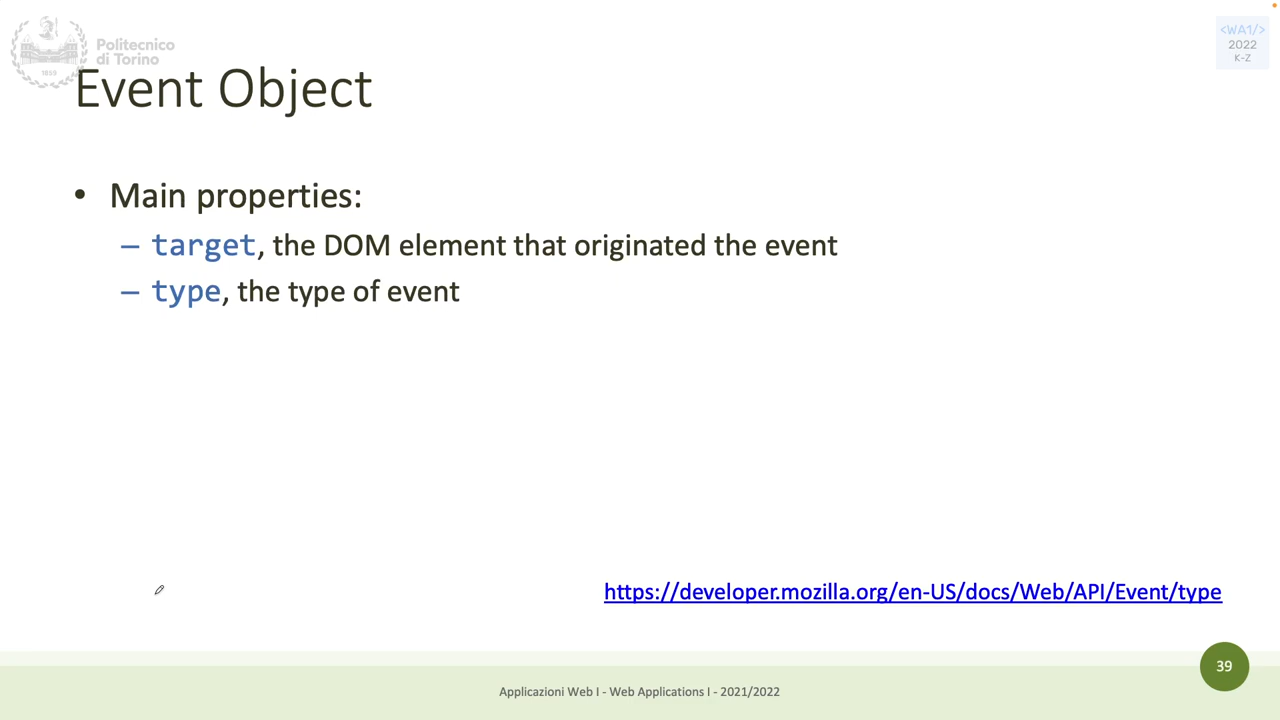 Politecnico
di Torino
1859
<WA1/>
2022
K-Z
Event Object
• Main properties:
– target, the DOM element that originated the event
– type, the type of event
https://developer.mozilla.org/en-US/docs/Web/API/Event/type
39
Applicazioni Web I - Web Applications I - 2021/2022